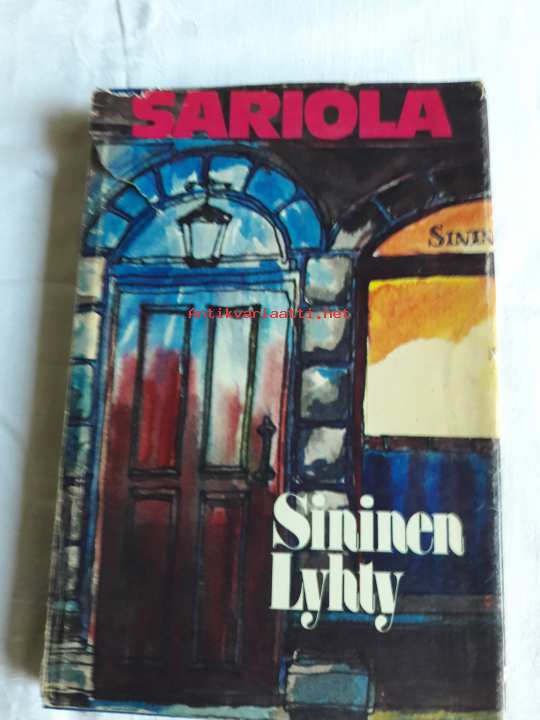 SARIOLA
SININ
antikvariaatti.net
Sininen
Lyhty